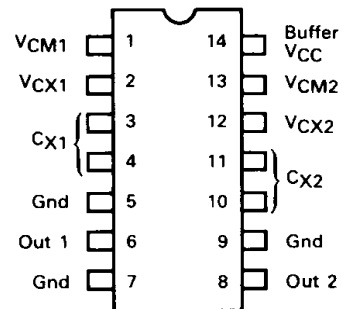 VCM1 1 14 Buffer VCC
VCX1 2 13 VCM2
CX1 3 12 VCX2
4 11 CX2
Gnd 5 10
Out 1 6 9 Gnd
Gnd 7 8 Out 2